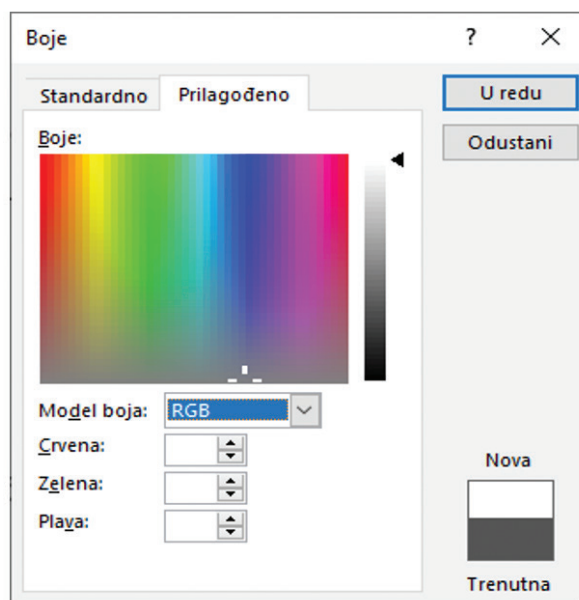 Boje ?
Standardno Prilagođeno
U redu
Odustani
Boje:
Model boja: RGB
Crvena:
Zelena:
Plava:
Nova
Trenutna